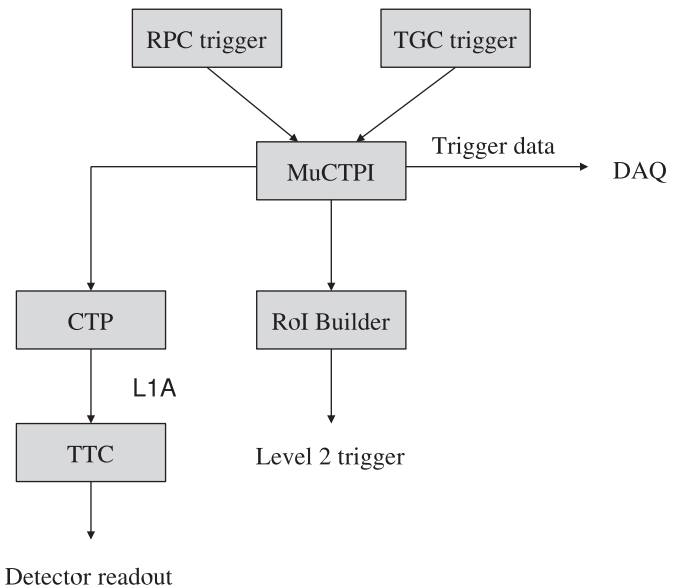 RPC trigger
TGC trigger
Trigger data
MuCTPI
DAQ
CTP
RoI Builder
L1A
TTC
Level 2 trigger
Detector readout